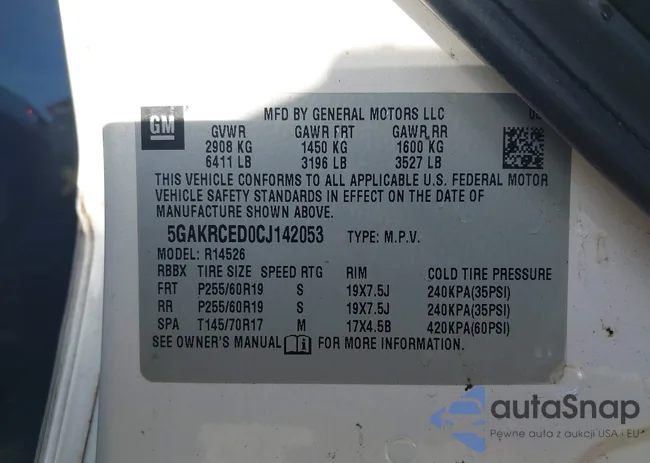 MFD BY GENERAL MOTORS LLC
GM
GVWR GAWR FRT GAWR RR
2908 KG 1450 KG 1600 KG
6411 LB 3196 LB 3527 LB
THIS VEHICLE CONFORMS TO ALL APPLICABLE U.S. FEDERAL MOTOR
VEHICLE SAFETY STANDARDS IN EFFECT ON THE DATE OF
MANUFACTURE SHOWN ABOVE.
5GAKRCED0CJ142053 TYPE: M.P.V.
MODEL: R14526
RBBX TIRE SIZE SPEED RTG RIM COLD TIRE PRESSURE
FRT P255/60R19 S 19X7.5J 240KPA(35PSI)
RR P255/60R19 S 19X7.5J 240KPA(35PSI)
SPA T145/70R17 M 17X4.5B 420KPA(60PSI)
SEE OWNER'S MANUAL FOR MORE INFORMATION.
autaSnap
Pewne auta z aukcji USA i EU